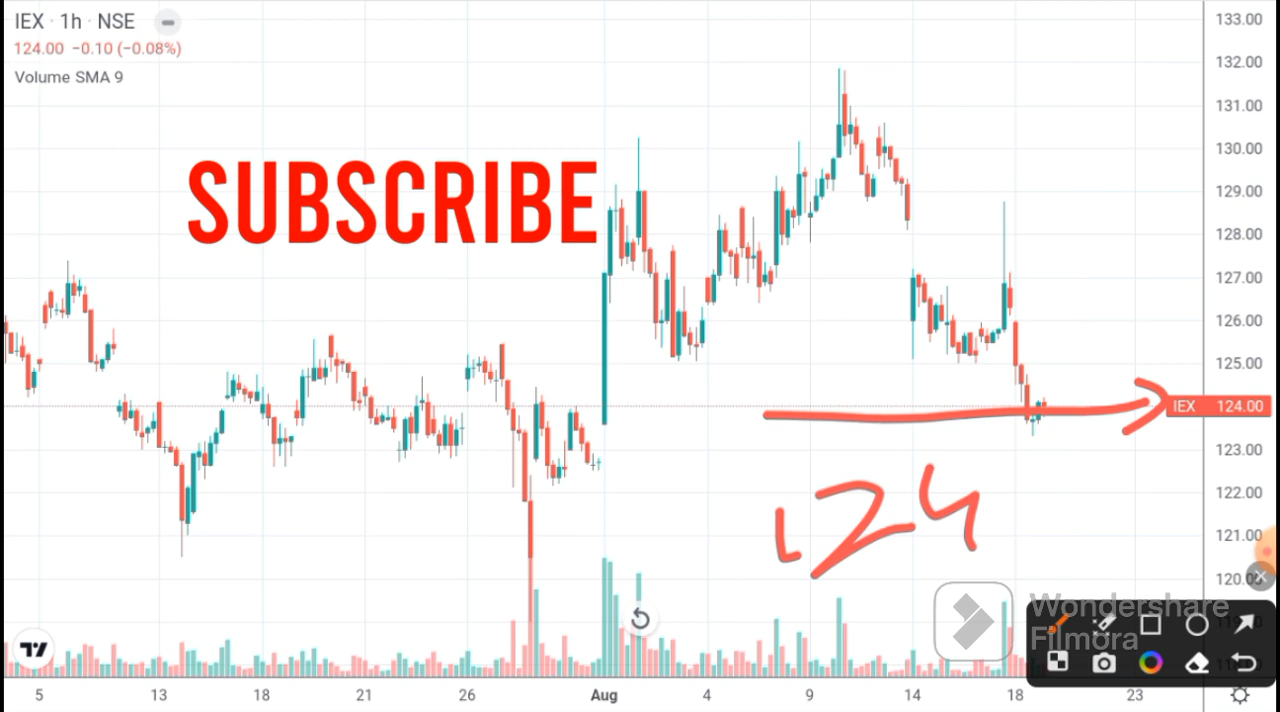 IEX · 1h · NSE
124.00 −0.10 (−0.08%)
Volume SMA 9
SUBSCRIBE
133.00
132.00
131.00
130.00
129.00
128.00
127.00
126.00
125.00
IEX 124.00
123.00
122.00
121.00
120.00
124
Wondershare
Filmora
5 13 18 21 26 Aug 4 9 14 18 23